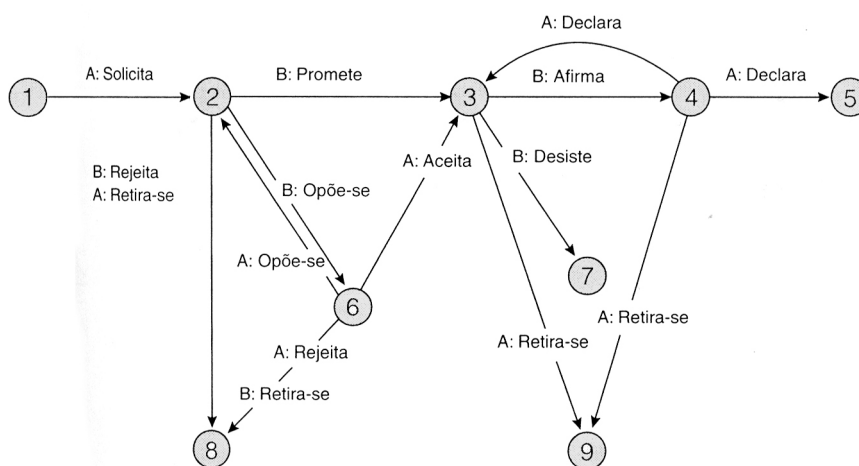 A: Declara
A: Solicita
B: Promete
B: Afirma
A: Declara
1
2
3
4
5
B: Rejeita
A: Retira-se
B: Opõe-se
A: Aceita
B: Desiste
A: Opõe-se
7
6
A: Retira-se
A: Rejeita
A: Retira-se
B: Retira-se
8
9